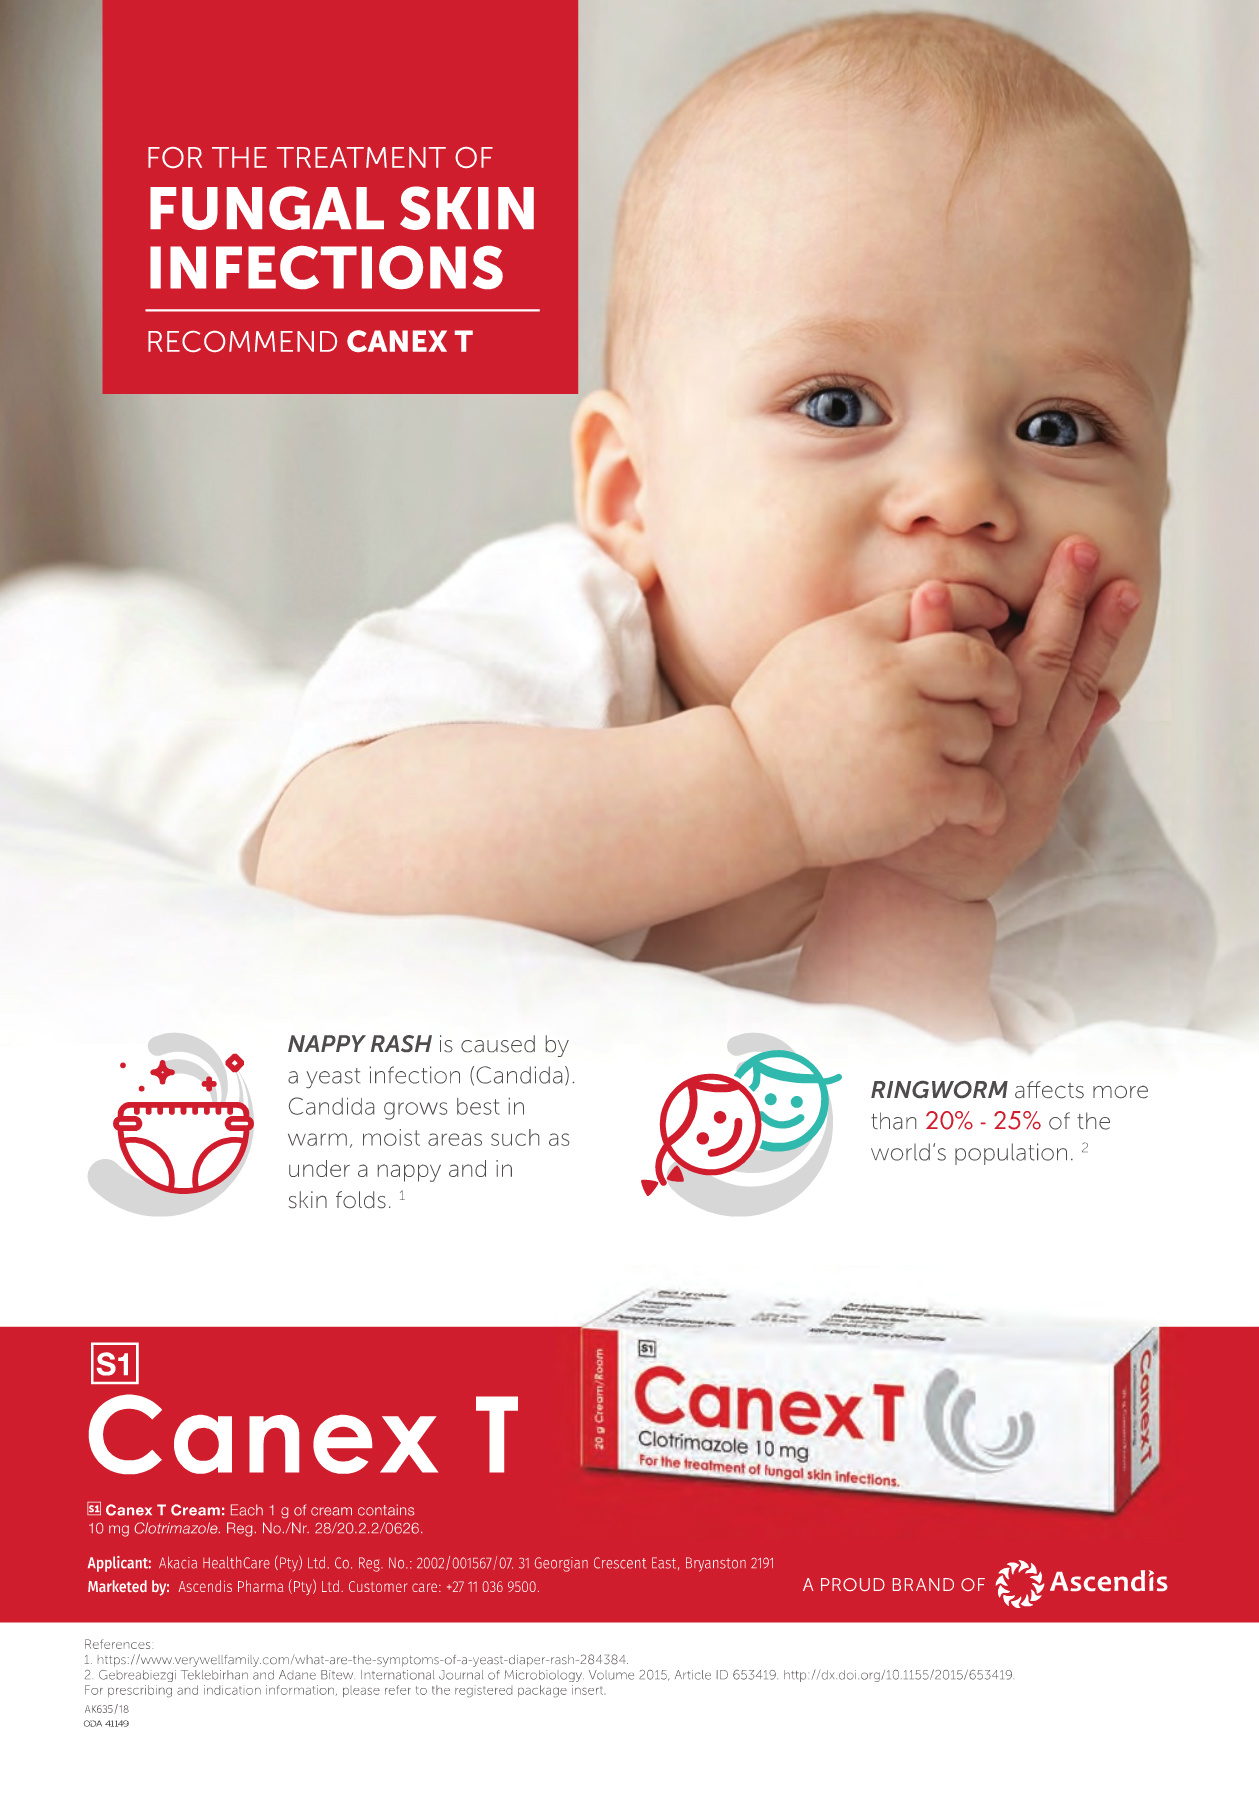 FOR THE TREATMENT OF
FUNGAL SKIN
INFECTIONS
RECOMMEND CANEX T
NAPPY RASH is caused by
a yeast infection (Candida).
Candida grows best in
warm, moist areas such as
under a nappy and in
skin folds. 1
RINGWORM affects more
than 20% - 25% of the
world's population. 2
S1
Canex T
S1 Canex T Cream: Each 1 g of cream contains
10 mg Clotrimazole. Reg. No./Nr. 28/20.2.2/0626.
Applicant: Akacia HealthCare (Pty) Ltd. Co. Reg. No.: 2002/001567/07. 31 Georgian Crescent East, Bryanston 2191
Marketed by: Ascendis Pharma (Pty) Ltd. Customer care: +27 11 036 9500.
20 g Cream/Room
S1
CanexT
Clotrimazole 10 mg
For the treatment of fungal skin infections.
KEEP OUT OF REACH OF CHILDREN
CanexT
A PROUD BRAND OF Ascendis
References:
1. https://www.verywellfamily.com/what-are-the-symptoms-of-a-yeast-diaper-rash-284384.
2. Gebreabiezgi Teklebirhan and Adane Bitew. International Journal of Microbiology. Volume 2015, Article ID 653419. http://dx.doi.org/10.1155/2015/653419.
For prescribing and indication information, please refer to the registered package insert.
AK635/18
ODA 41149